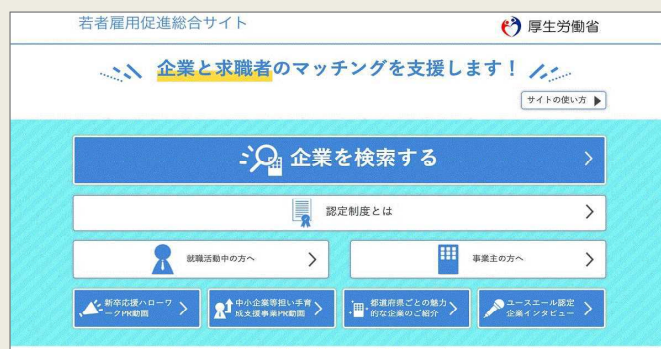 若者雇用促進総合サイト
厚生労働省
企業と求職者のマッチングを支援します！
サイトの使い方
企業を検索する
認定制度とは
就職活動中の方へ
事業主の方へ
新卒応援ハローワ
ークPR動画
中小企業等担い手育
成支援事業PR動画
都道府県ごとの魅力
的な企業のご紹介
ユースエール認定
企業インタビュー